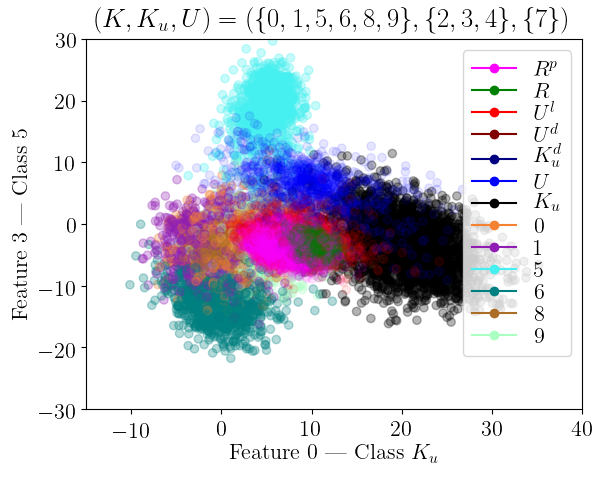 (K, K_u, U) = ({0, 1, 5, 6, 8, 9}, {2, 3, 4}, {7})
30
20
10
0
−10
−20
−30
Feature 3 — Class 5
R^p
R
U^l
U^d
K_u^d
U
K_u
0
1
5
6
8
9
−10
0
10
20
30
40
Feature 0 — Class K_u